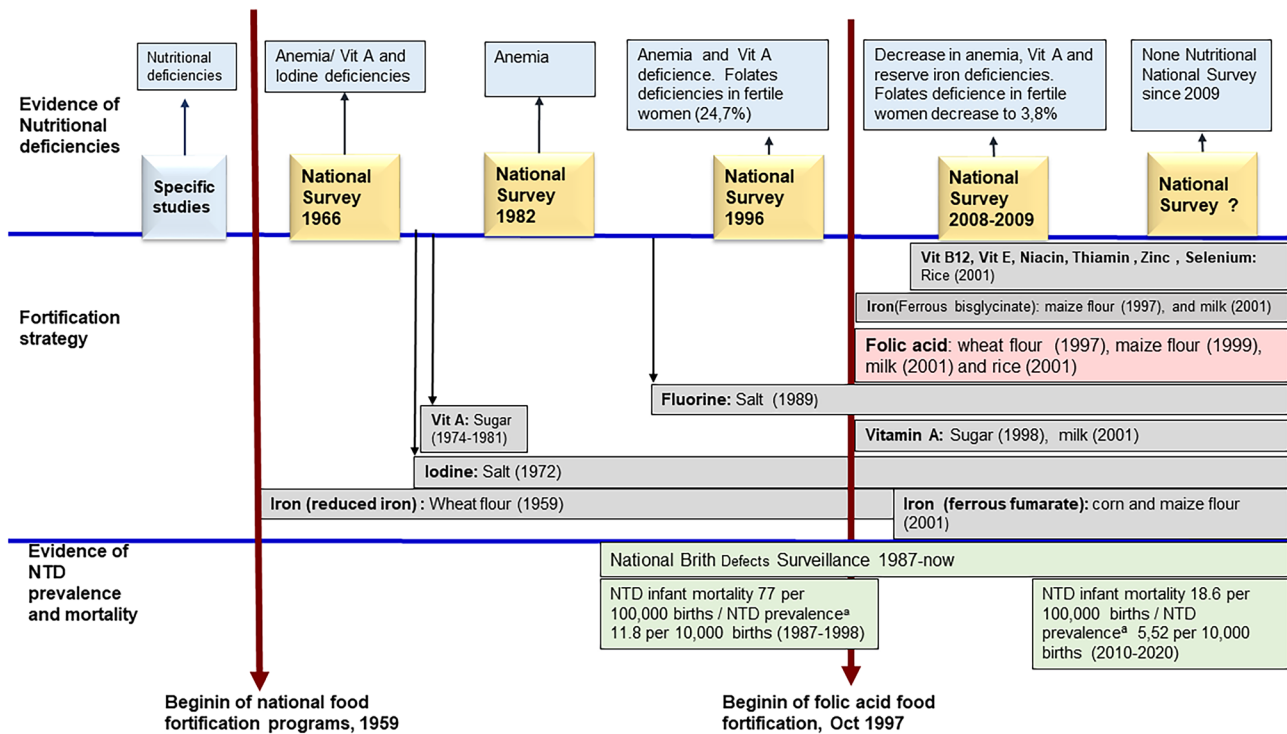 Nutritional
deficiencies
Anemia/ Vit A and
Iodine deficiencies
Anemia
Anemia and Vit A
deficience. Folates
deficiencies in fertile
women (24,7%)
Decrease in anemia, Vit A and
reserve iron deficiencies.
Folates deficience in fertile
women decrease to 3,8%
None Nutritional
National Survey
since 2009
Evidence of
Nutritional
deficiencies
Specific
studies
National
Survey
1966
National
Survey
1982
National
Survey
1996
National
Survey
2008-2009
National
Survey ?
Fortification
strategy
Vit B12, Vit E, Niacin, Thiamin , Zinc , Selenium:
Rice (2001)
Iron(Ferrous bisglycinate): maize flour (1997), and milk (2001)
Folic acid: wheat flour (1997), maize flour (1999),
milk (2001) and rice (2001)
Fluorine: Salt (1989)
Vit A: Sugar
(1974-1981)
Vitamin A: Sugar (1998), milk (2001)
Iodine: Salt (1972)
Iron (reduced iron) : Wheat flour (1959)
Iron (ferrous fumarate): corn and maize flour
(2001)
Evidence of
NTD
prevalence
and mortality
National Brith Defects Surveillance 1987-now
NTD infant mortality 77 per
100,000 births / NTD prevalenceª
11.8 per 10,000 births (1987-1998)
NTD infant mortality 18.6 per
100,000 births / NTD
prevalenceª 5,52 per 10,000
births (2010-2020)
Beginin of national food
fortification programs, 1959
Beginin of folic acid food
fortification, Oct 1997